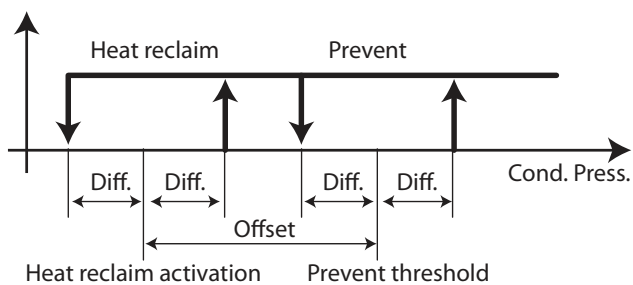 Heat reclaim Prevent
Cond. Press.
Diff. Diff. Diff. Diff.
Offset
Heat reclaim activation Prevent threshold